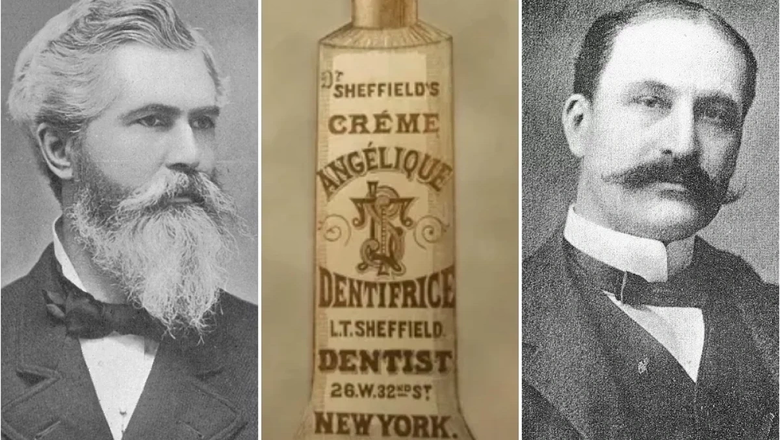 Dr SHEFFIELD'S
CRÉME
ANGÉLIQUE
DENTIFRICE
L.T. SHEFFIELD.
DENTIST
26.W.32ND ST
NEW YORK.